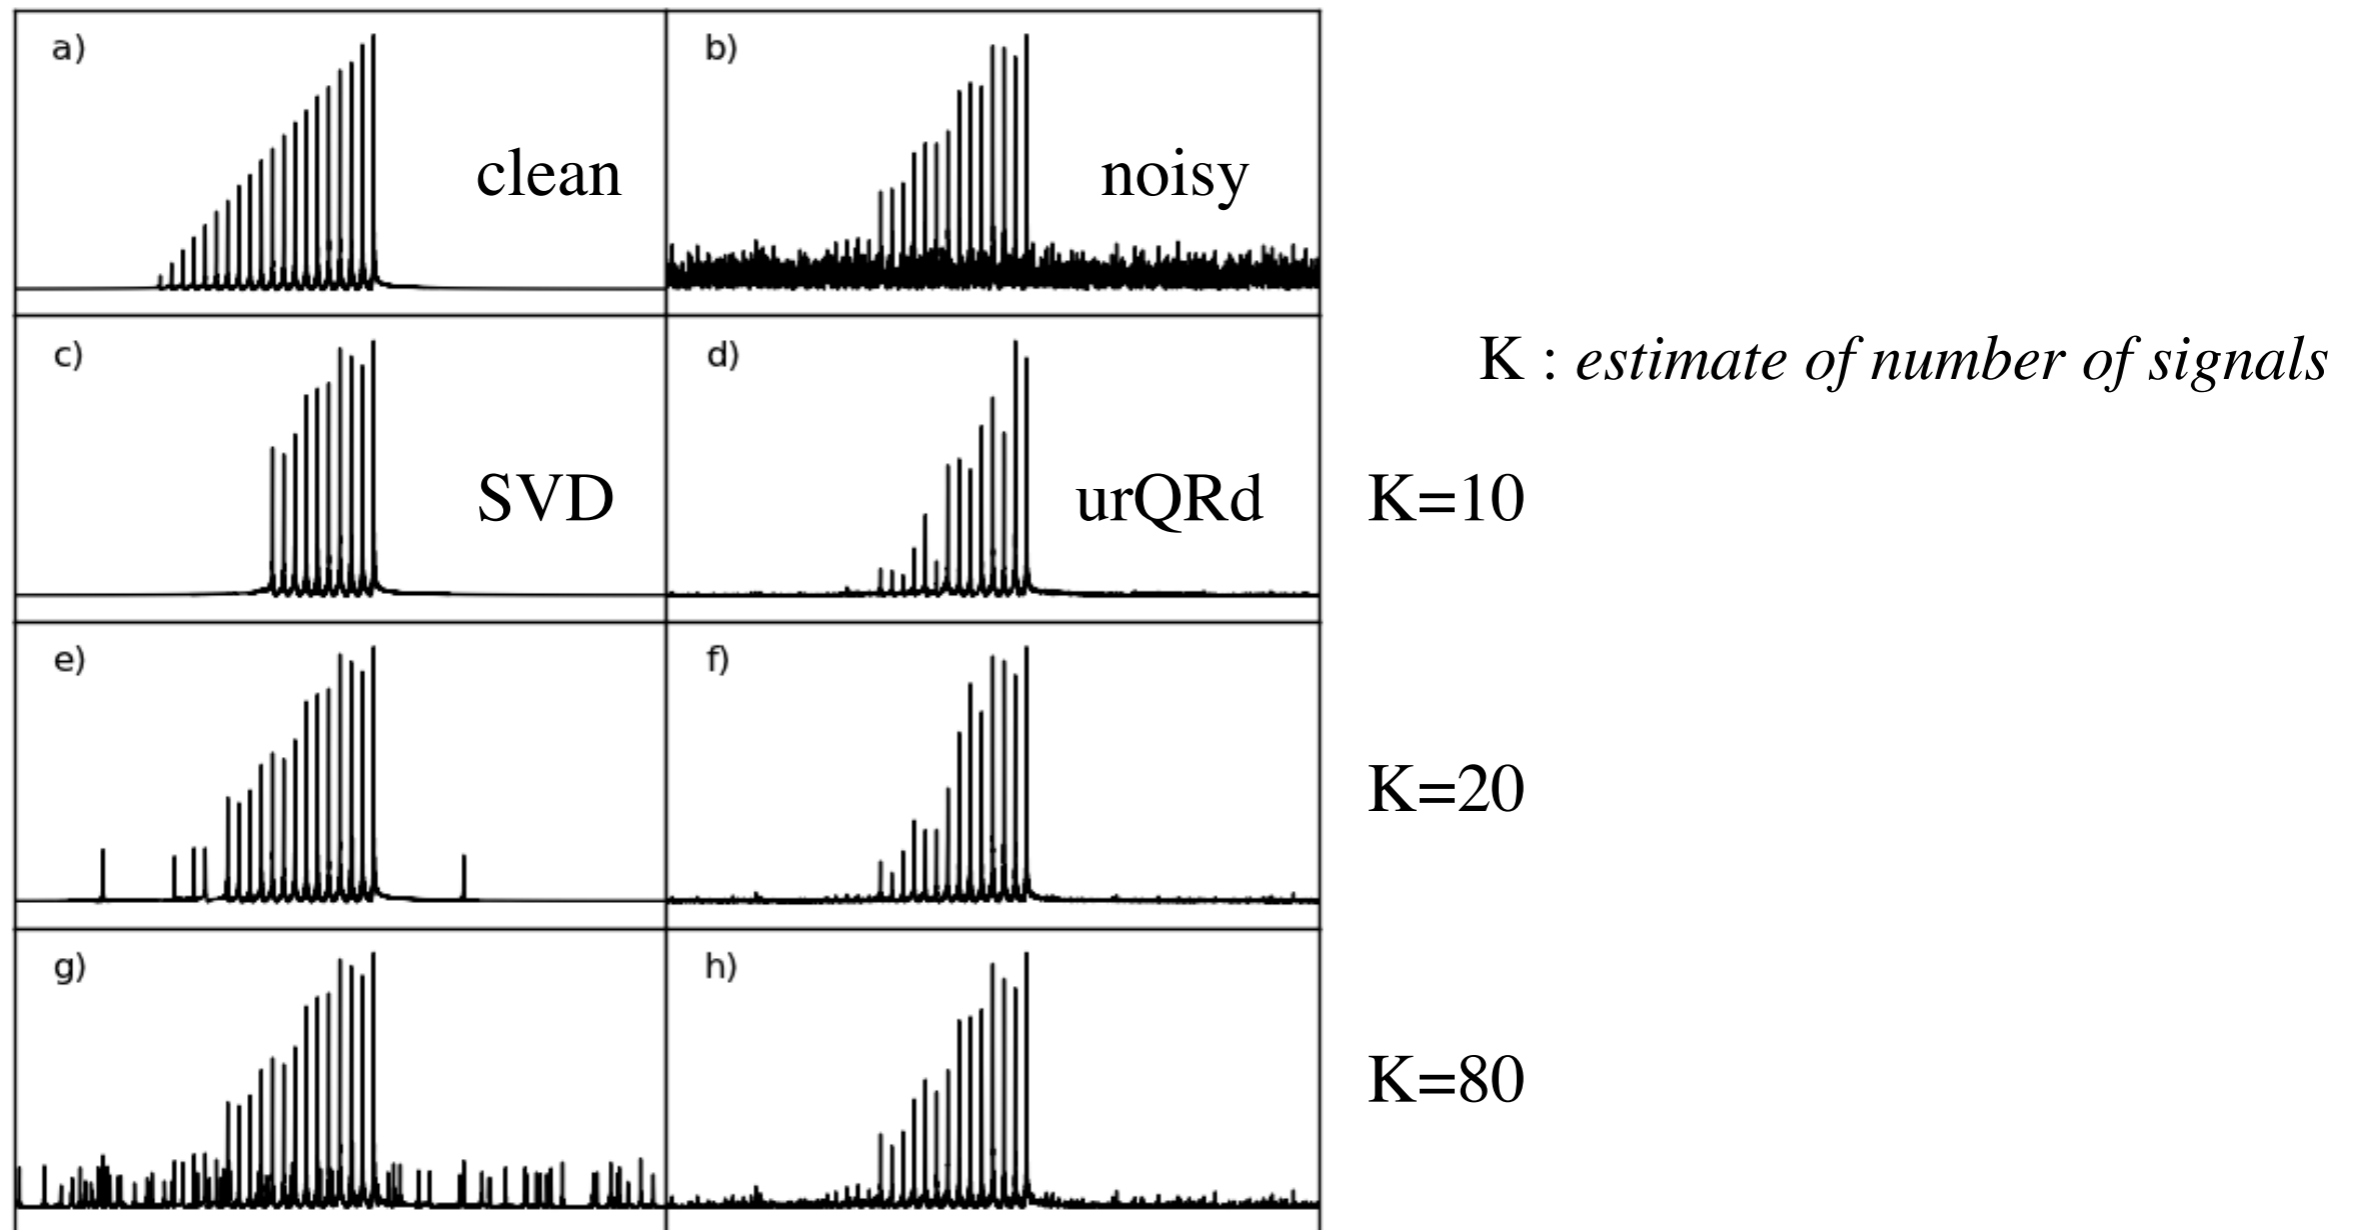 a)
clean
b)
noisy
K : estimate of number of signals
c)
SVD
d)
urQRd
K=10
e)
f)
K=20
g)
h)
K=80